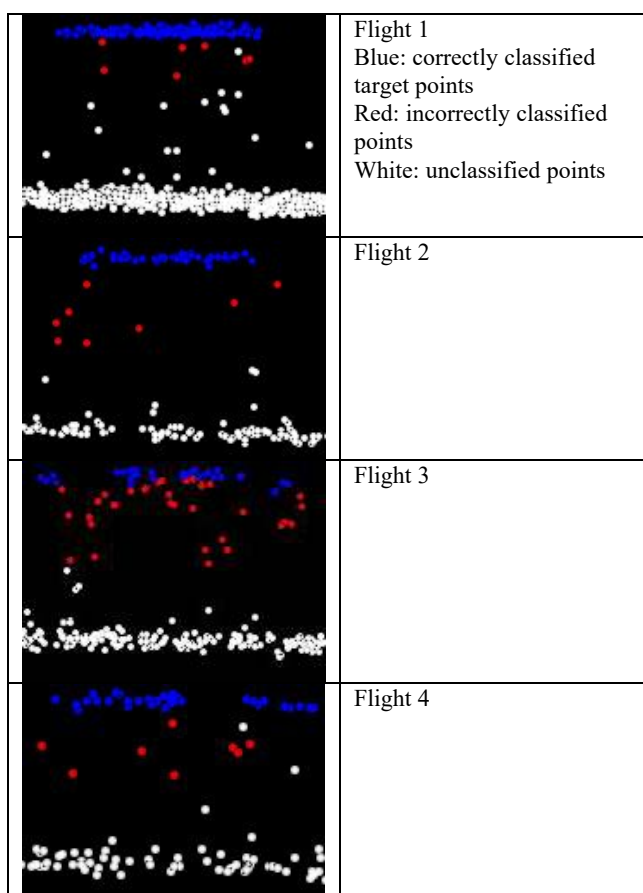 Flight 1
Blue: correctly classified
target points
Red: incorrectly classified
points
White: unclassified points
Flight 2
Flight 3
Flight 4